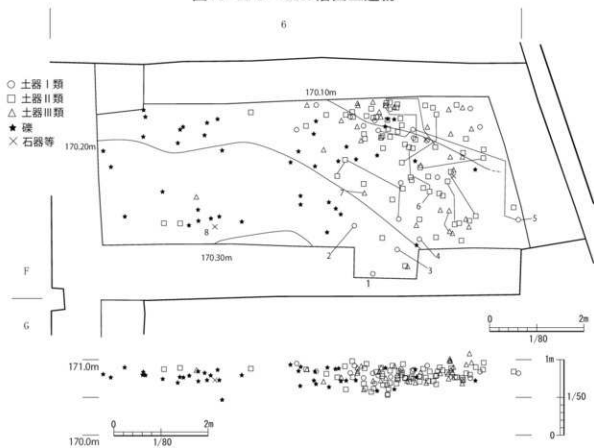 6
○ 土器Ⅰ類
□ 土器Ⅱ類
△ 土器Ⅲ類
★ 礫
× 石器等
170.10m
170.20m
170.30m
7
6
5
8
2
4
3
1
F
G
0 2m
1/80
171.0m
170.0m
0 2m
1/80
1m
1/50
0